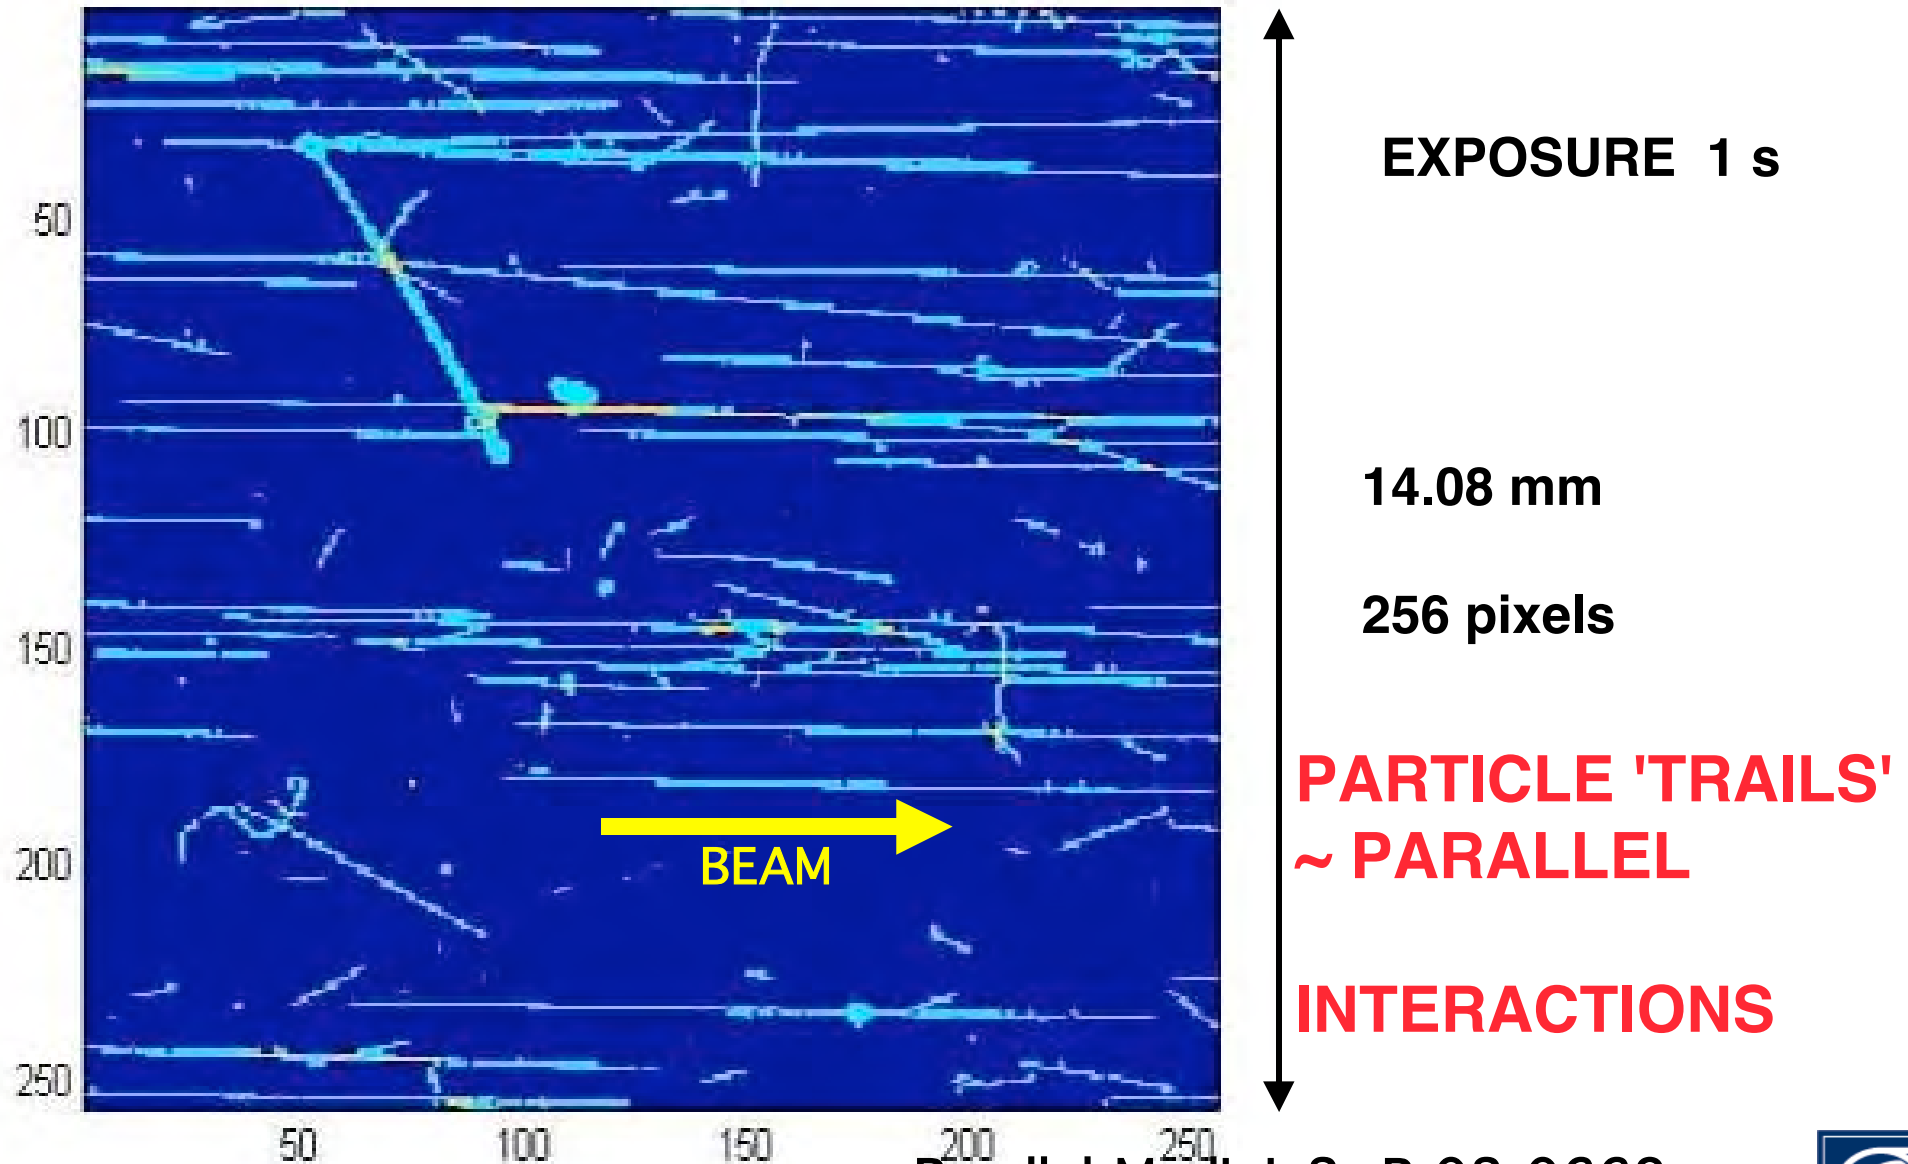 EXPOSURE 1 s
50
100
150
200
250
14.08 mm
256 pixels
PARTICLE 'TRAILS'
~ PARALLEL
BEAM
INTERACTIONS
50 100 150 200 250